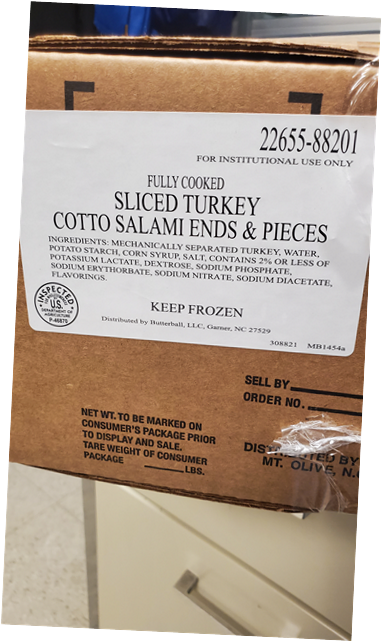 22655-88201
FOR INSTITUTIONAL USE ONLY
FULLY COOKED
SLICED TURKEY
COTTO SALAMI ENDS & PIECES
INGREDIENTS: MECHANICALLY SEPARATED TURKEY, WATER,
POTATO STARCH, CORN SYRUP, SALT, CONTAINS 2% OR LESS OF
POTASSIUM LACTATE, DEXTROSE, SODIUM PHOSPHATE,
SODIUM ERYTHORBATE, SODIUM NITRATE, SODIUM DIACETATE,
FLAVORINGS.
INSPECTED
U.S.
DEPARTMENT OF
AGRICULTURE
KEEP FROZEN
Distributed by Butterball, LLC, Garner, NC 27529
308821 MB1454a
SELL BY
ORDER NO.
NET WT. TO BE MARKED ON
CONSUMER'S PACKAGE PRIOR
TO DISPLAY AND SALE.
TARE WEIGHT OF CONSUMER
PACKAGE LBS.
DISTRIBUTED BY
MT. OLIVE, N.